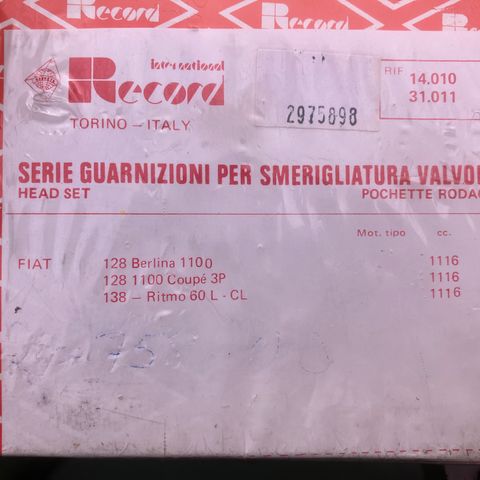 Record
Record
Record
international
Record
TORINO – ITALY
2975898
RIF 14.010
31.011
SERIE GUARNIZIONI PER SMERIGLIATURA VALVOL
HEAD SET POCHETTE RODAG
Mot. tipo cc.
FIAT 128 Berlina 1100 1116
128 1100 Coupé 3P 1116
138 – Ritmo 60 L - CL 1116